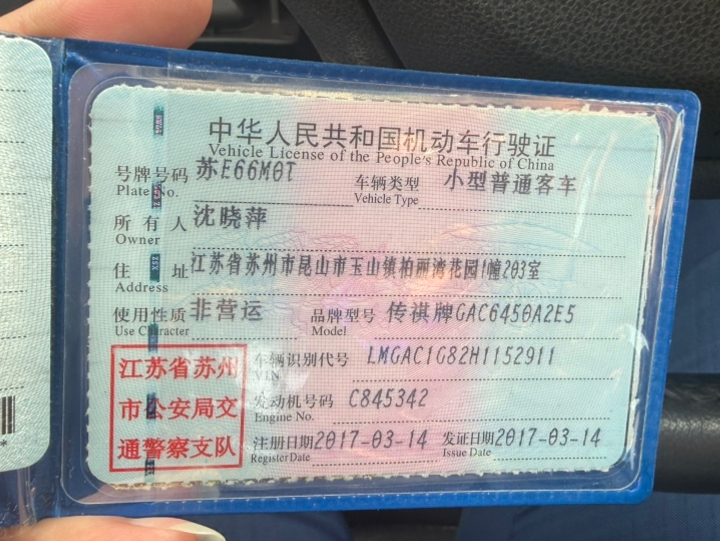 中华人民共和国机动车行驶证
Vehicle License of the People's Republic of China
号牌号码 苏E66M0T 车辆类型 小型普通客车
Plate No. Vehicle Type
所有人 沈晓萍
Owner
住址 江苏省苏州市昆山市玉山镇柏丽湾花园1幢203室
Address
使用性质 非营运 品牌型号 传祺牌GAC6450A2E5
Use Character Model
江苏省苏州
市公安局交
通警察支队
车辆识别代号 LMGAC1G82H1152911
VIN
发动机号码 C845342
Engine No.
注册日期 2017-03-14 发证日期 2017-03-14
Register Date Issue Date